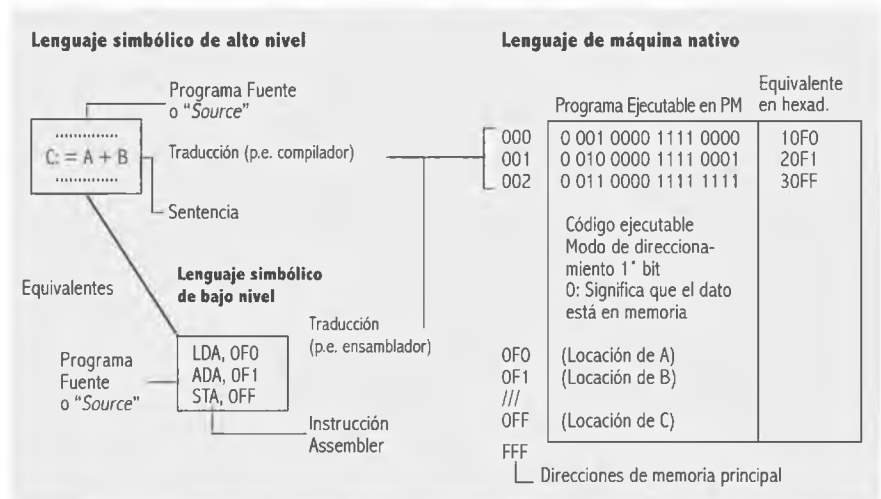 Lenguaje simbólico de alto nivel
Programa Fuente
o "Source"
C: = A + B
Traducción (p.e. compilador)
Sentencia
Equivalentes
Lenguaje simbólico
de bajo nivel
Traducción
(p.e. ensamblador)
Programa
Fuente
o "Source"
LDA, 0F0
ADA, 0F1
STA, 0FF
Instrucción
Assembler
Lenguaje de máquina nativo
Programa Ejecutable en PM
Equivalente
en hexad.
000 0 001 0000 1111 0000 10F0
001 0 010 0000 1111 0001 20F1
002 0 011 0000 1111 1111 30FF
Código ejecutable
Modo de direcciona-
miento 1° bit
0: Significa que el dato
está en memoria
0F0 (Locación de A)
0F1 (Locación de B)
///
0FF (Locación de C)
FFF
Direcciones de memoria principal